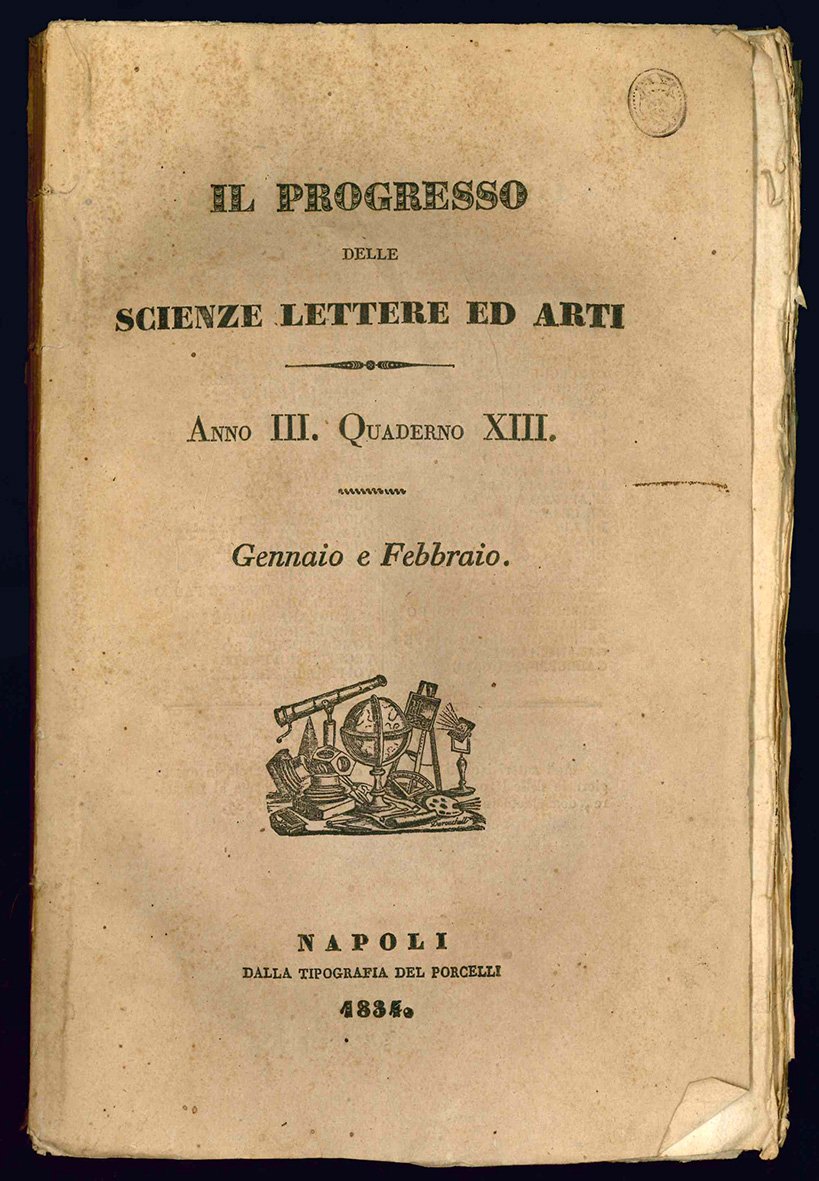 IL PROGRESSO
DELLE
SCIENZE LETTERE ED ARTI
ANNO III. QUADERNO XIII.
Gennaio e Febbraio.
NAPOLI
DALLA TIPOGRAFIA DEL PORCELLI
1834.